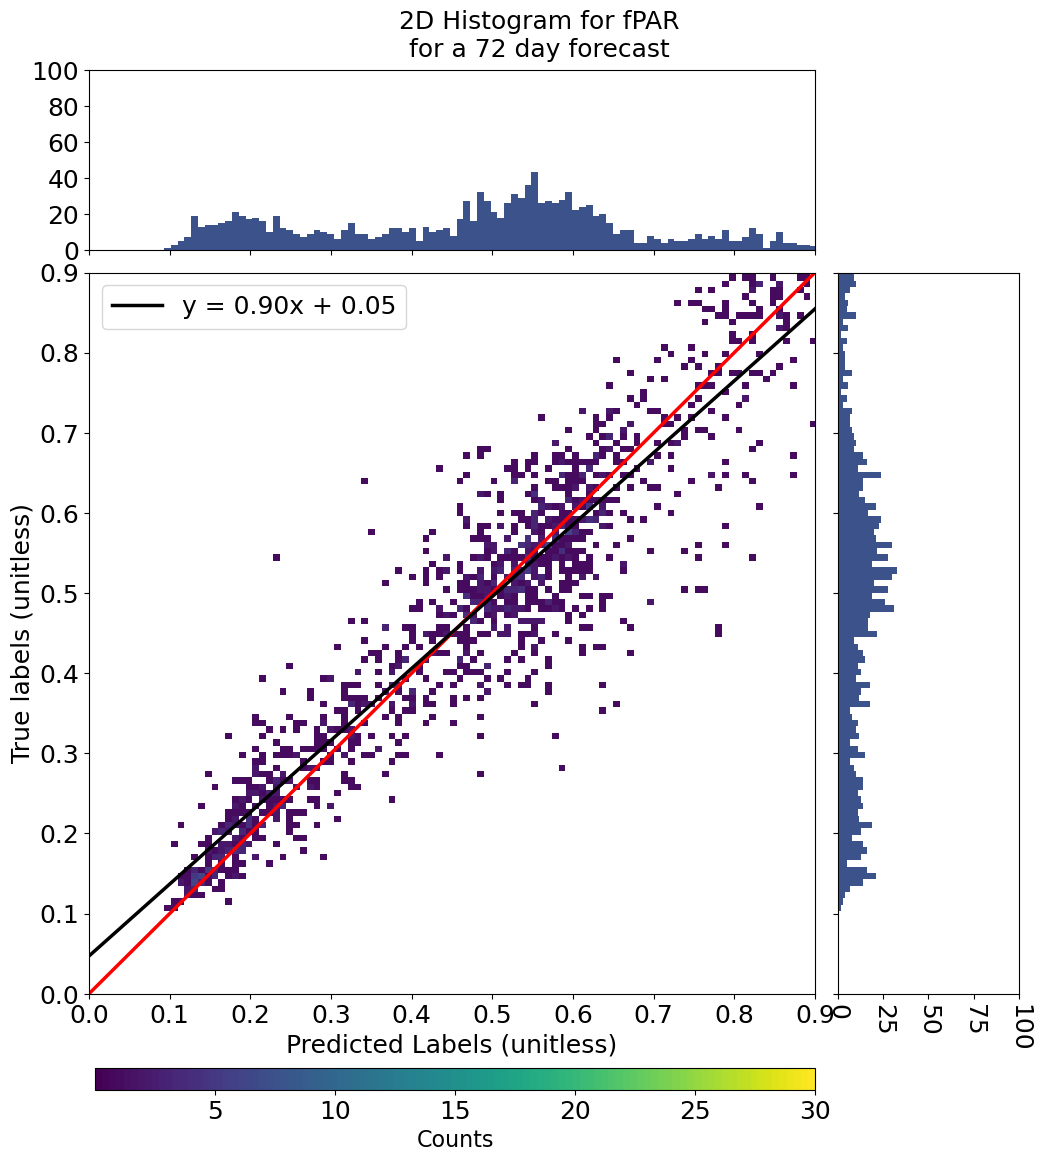 2D Histogram for fPAR
for a 72 day forecast
100
80
60
40
20
0
0.9
0.8
0.7
0.6
0.5
0.4
0.3
0.2
0.1
0.0
True labels (unitless)
y = 0.90x + 0.05
0.0 0.1 0.2 0.3 0.4 0.5 0.6 0.7 0.8 0.9
Predicted Labels (unitless)
0 25 50 75 100
5 10 15 20 25 30
Counts